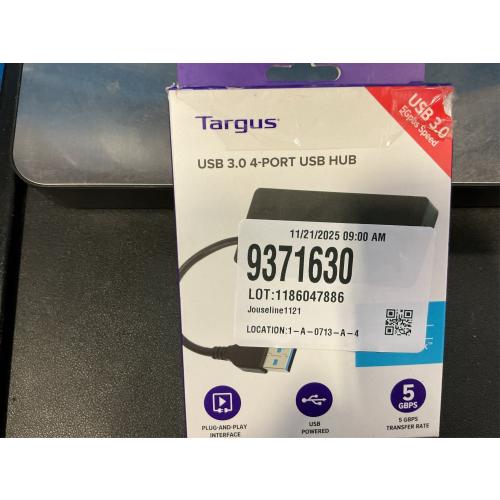 Targus
USB 3.0
5Gbps Speed
USB 3.0 4-PORT USB HUB
11/21/2025 09:00 AM
9371630
LOT:1186047886
Jouseline1121
LOCATION:1-A-0713-A-4
PLUG-AND-PLAY
INTERFACE
USB
POWERED
5
GBPS
5 GBPS
TRANSFER RATE